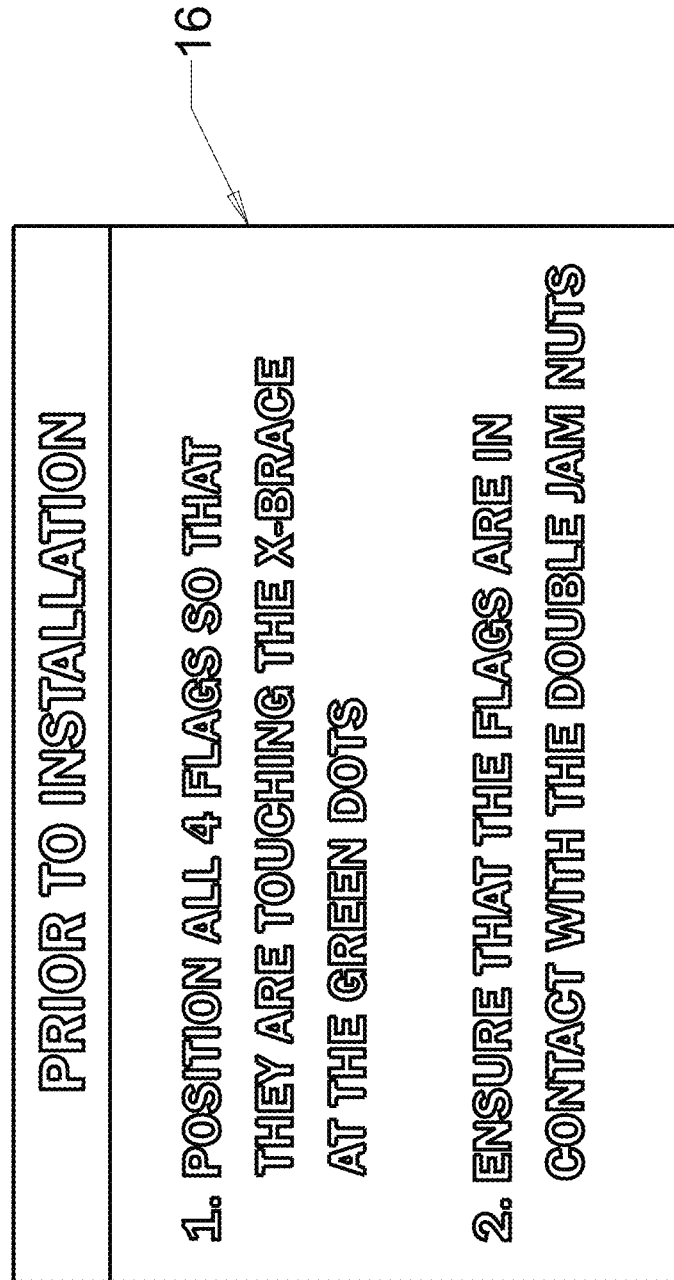 PRIOR TO INSTALLATION
1. POSITION ALL 4 FLAGS SO THAT
THEY ARE TOUCHING THE X-BRACE
AT THE GREEN DOTS
2. ENSURE THAT THE FLAGS ARE IN
CONTACT WITH THE DOUBLE JAM NUTS
16